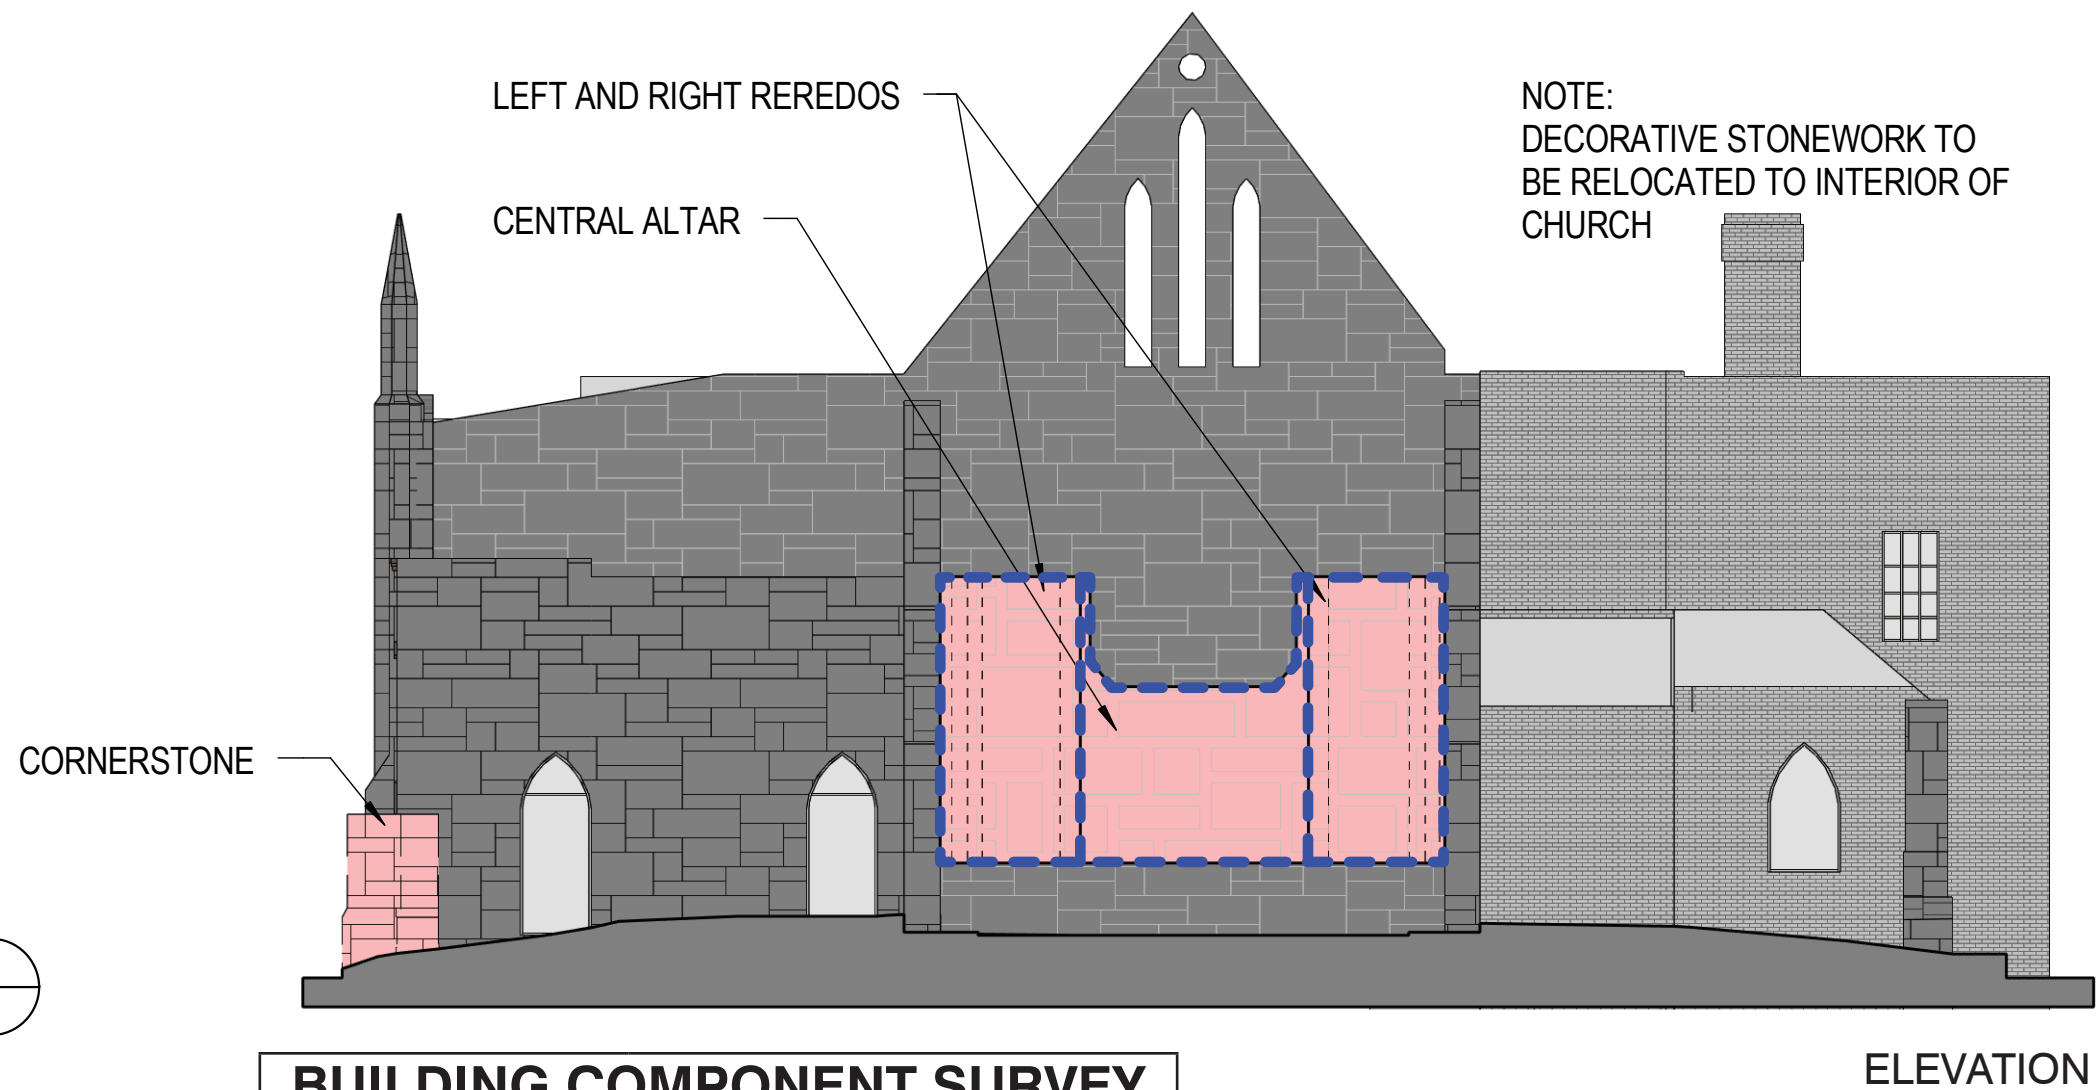 LEFT AND RIGHT REREDOS
NOTE:
DECORATIVE STONEWORK TO
BE RELOCATED TO INTERIOR OF
CHURCH
CENTRAL ALTAR
CORNERSTONE
BUILDING COMPONENT SURVEY
ELEVATION